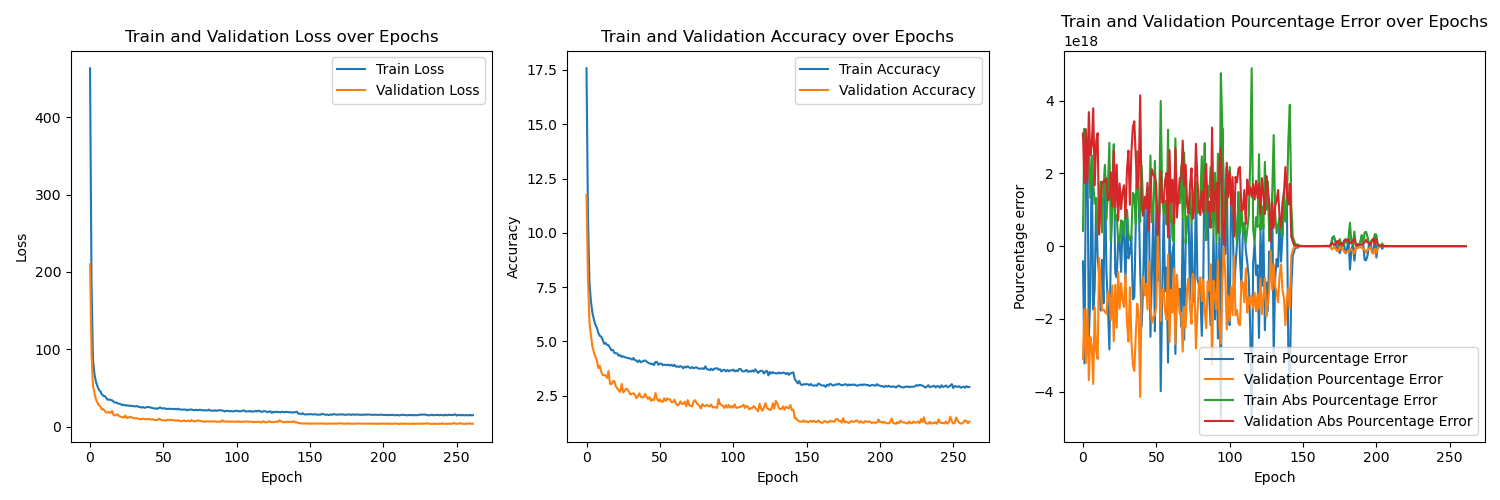 Train and Validation Loss over Epochs
Loss
400
300
200
100
0
0 50 100 150 200 250
Epoch
Train Loss
Validation Loss
Train and Validation Accuracy over Epochs
Accuracy
17.5
15.0
12.5
10.0
7.5
5.0
2.5
0 50 100 150 200 250
Epoch
Train Accuracy
Validation Accuracy
Train and Validation Pourcentage Error over Epochs
1e18
Pourcentage error
4
2
0
−2
−4
0 50 100 150 200 250
Epoch
Train Pourcentage Error
Validation Pourcentage Error
Train Abs Pourcentage Error
Validation Abs Pourcentage Error